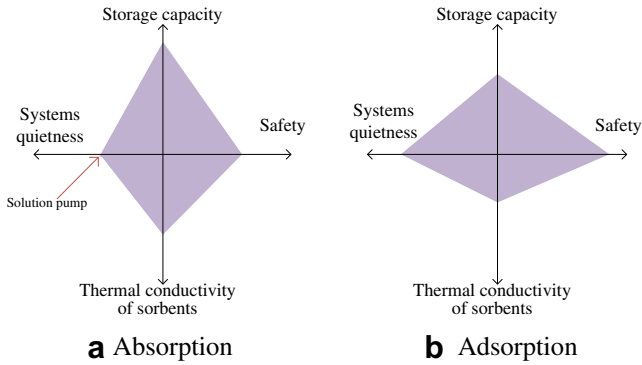 Storage capacity
Systems
quietness
Safety
Solution pump
Thermal conductivity
of sorbents
a Absorption
Storage capacity
Systems
quietness
Safety
Thermal conductivity
of sorbents
b Adsorption